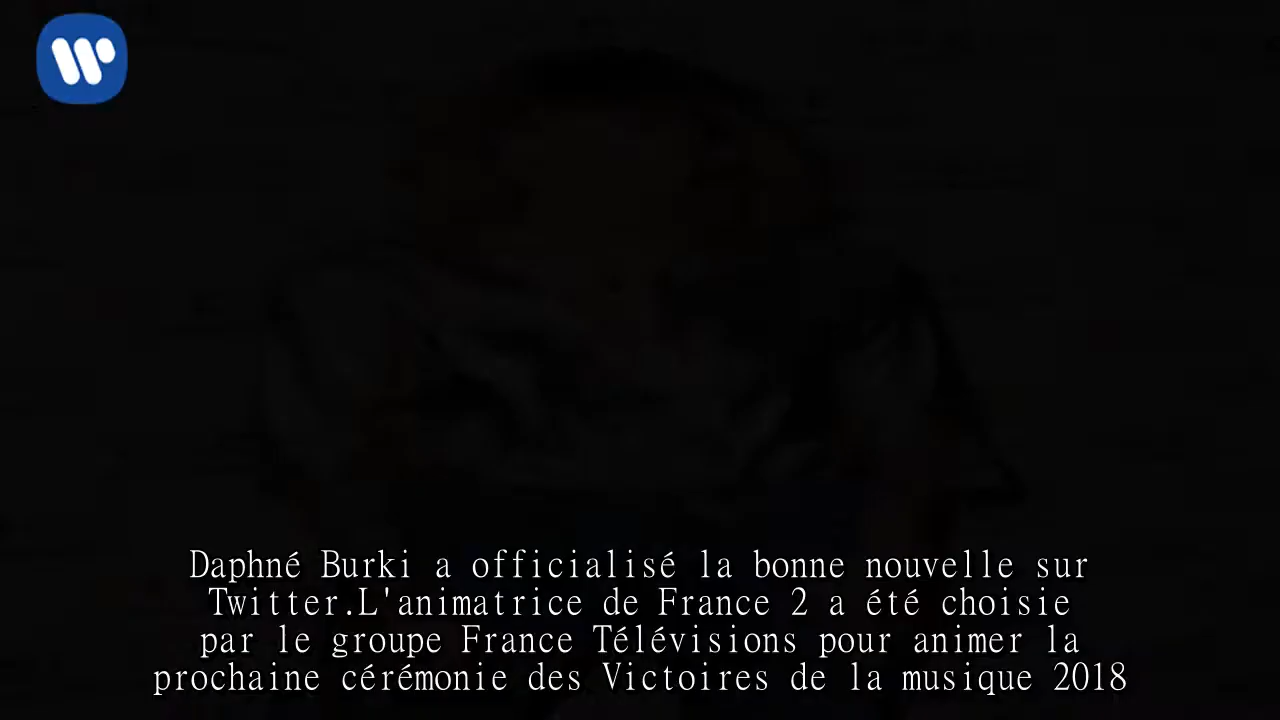 Daphné Burki a officialisé la bonne nouvelle sur
Twitter.L'animatrice de France 2 a été choisie
par le groupe France Télévisions pour animer la
prochaine cérémonie des Victoires de la musique 2018